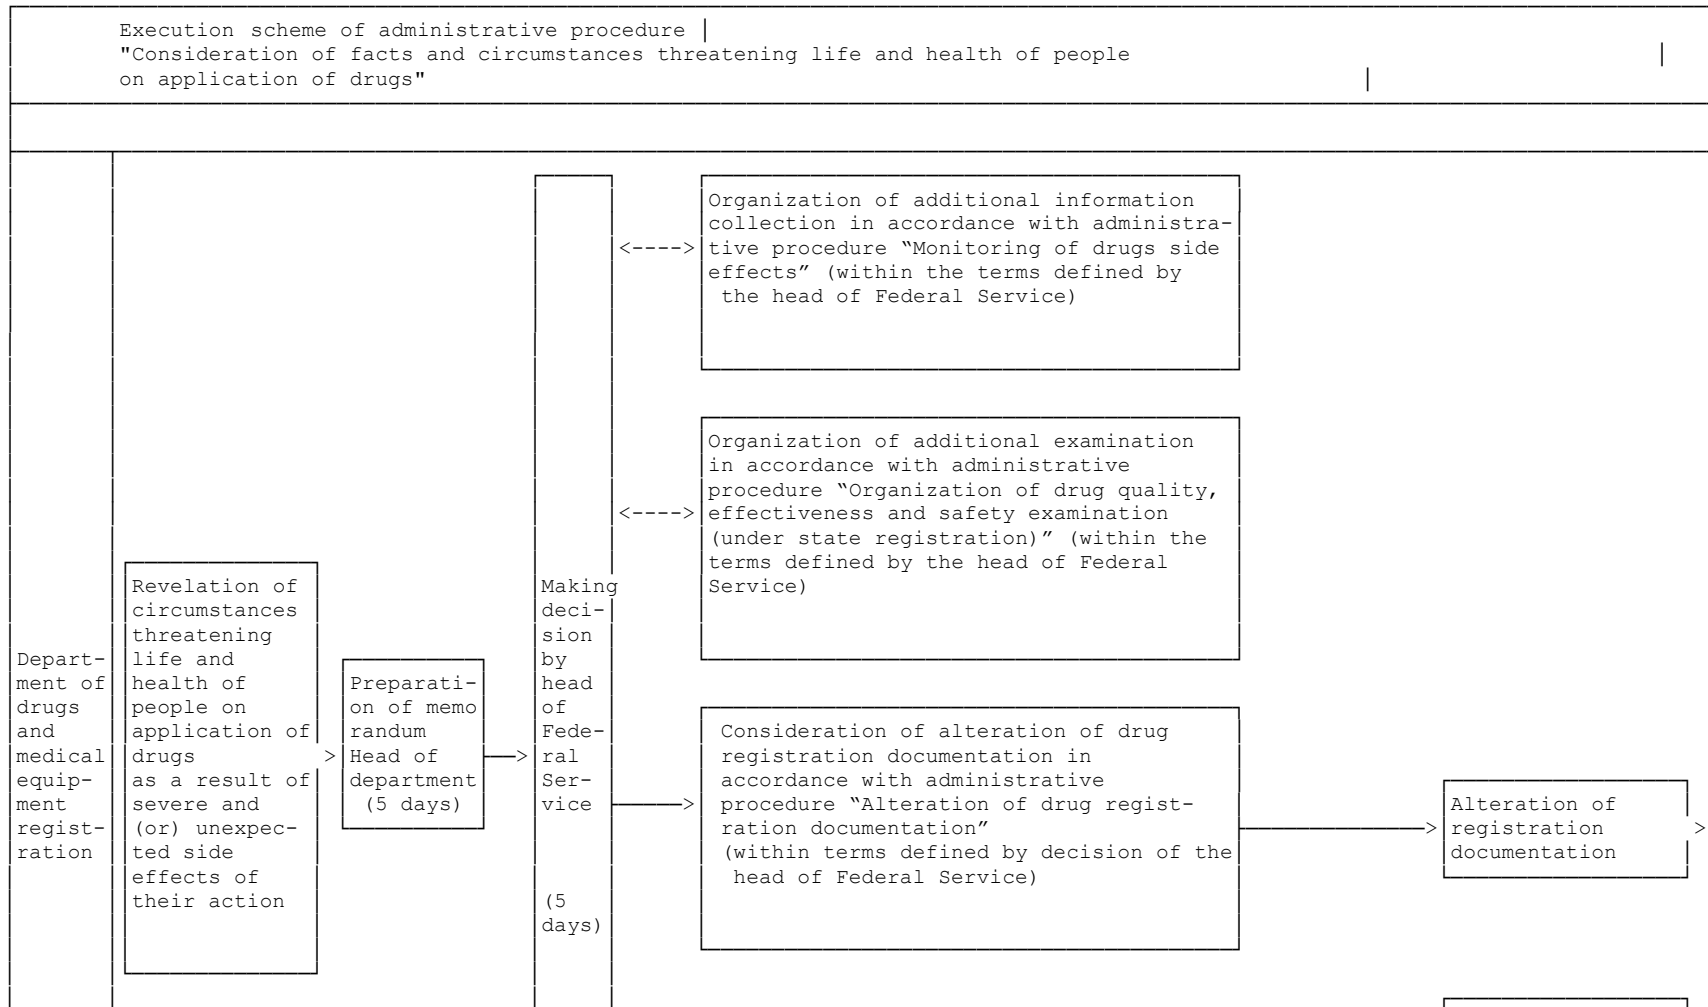 Execution scheme of administrative procedure
"Consideration of facts and circumstances threatening life and health of people
on application of drugs"
Depart-
ment of
drugs
and
medical
equip-
ment
regist-
ration
Revelation of
circumstances
threatening
life and
health of
people on
application of
drugs
as a result of
severe and
(or) unexpec-
ted side
effects of
their action
>
Preparati-
on of memo
randum
Head of
department
(5 days)
>
Making
deci-
sion
by
head
of
Fede-
ral
Ser-
vice
(5
days)
<---->
Organization of additional information
collection in accordance with administra-
tive procedure “Monitoring of drugs side
effects” (within the terms defined by
the head of Federal Service)
<---->
Organization of additional examination
in accordance with administrative
procedure “Organization of drug quality,
effectiveness and safety examination
(under state registration)” (within the
terms defined by the head of Federal
Service)
>
Consideration of alteration of drug
registration documentation in
accordance with administrative
procedure “Alteration of drug regist-
ration documentation”
(within terms defined by decision of the
head of Federal Service)
>
Alteration of
registration
documentation
>